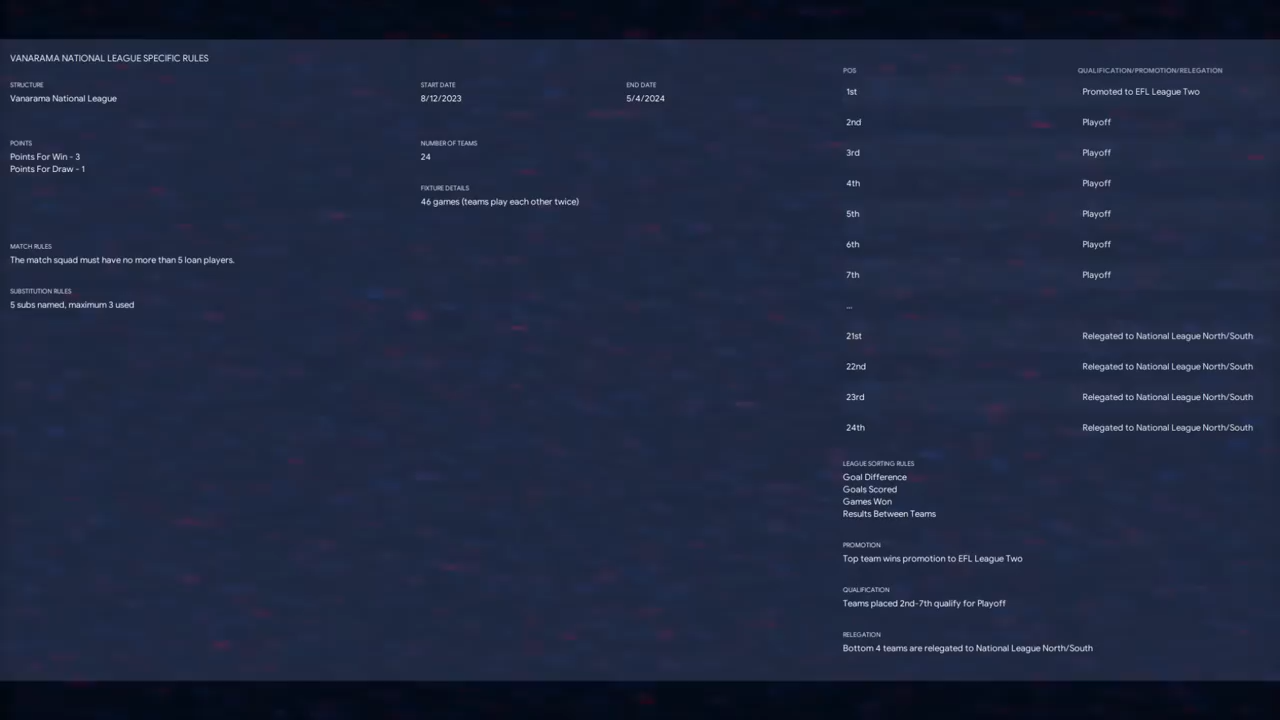 VANARAMA NATIONAL LEAGUE SPECIFIC RULES
STRUCTURE
Vanarama National League
START DATE
8/12/2023
END DATE
5/4/2024
POINTS
Points For Win - 3
Points For Draw - 1
NUMBER OF TEAMS
24
FIXTURE DETAILS
46 games (teams play each other twice)
MATCH RULES
The match squad must have no more than 5 loan players.
SUBSTITUTION RULES
5 subs named, maximum 3 used
POS QUALIFICATION/PROMOTION/RELEGATION
1st Promoted to EFL League Two
2nd Playoff
3rd Playoff
4th Playoff
5th Playoff
6th Playoff
7th Playoff
...
21st Relegated to National League North/South
22nd Relegated to National League North/South
23rd Relegated to National League North/South
24th Relegated to National League North/South
LEAGUE SORTING RULES
Goal Difference
Goals Scored
Games Won
Results Between Teams
PROMOTION
Top team wins promotion to EFL League Two
QUALIFICATION
Teams placed 2nd-7th qualify for Playoff
RELEGATION
Bottom 4 teams are relegated to National League North/South